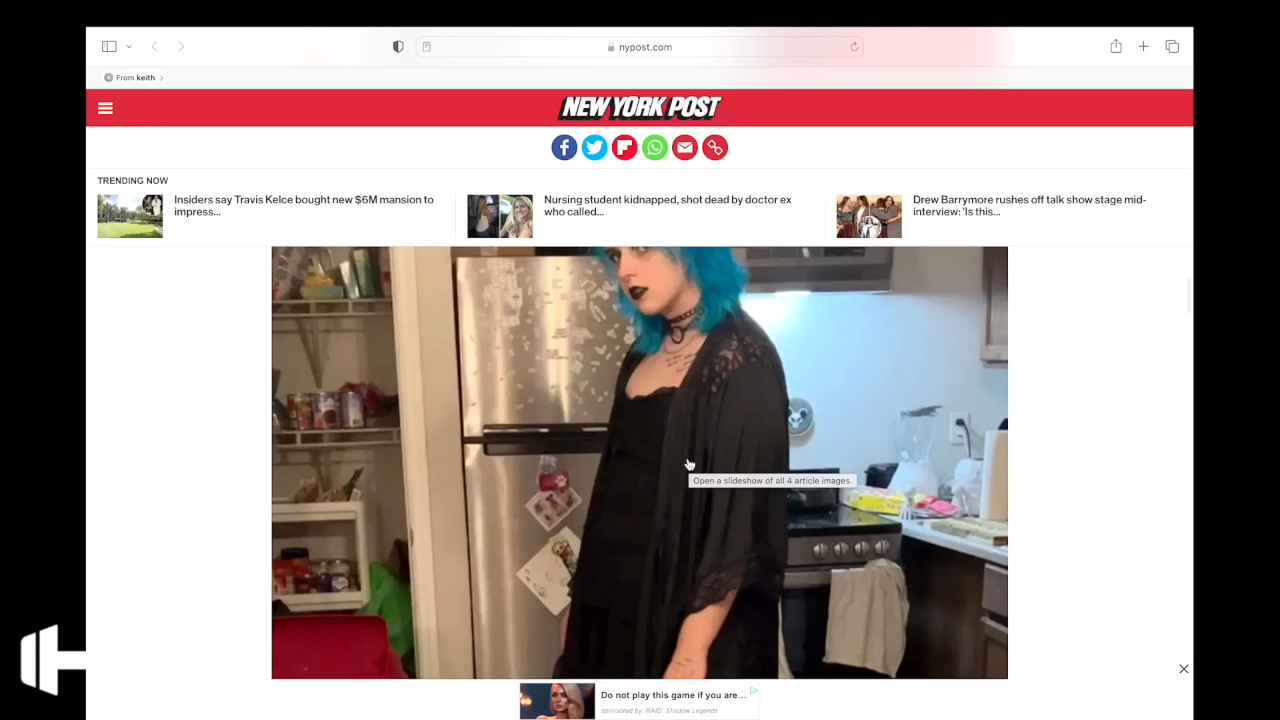 nypost.com
From keith
NEW YORK POST
TRENDING NOW
Insiders say Travis Kelce bought new $6M mansion to
impress...
Nursing student kidnapped, shot dead by doctor ex
who called...
Drew Barrymore rushes off talk show stage mid-
interview: 'Is this...
Open a slideshow of all 4 article images.
Do not play this game if you are...
sponsored by: RAID: Shadow Legends